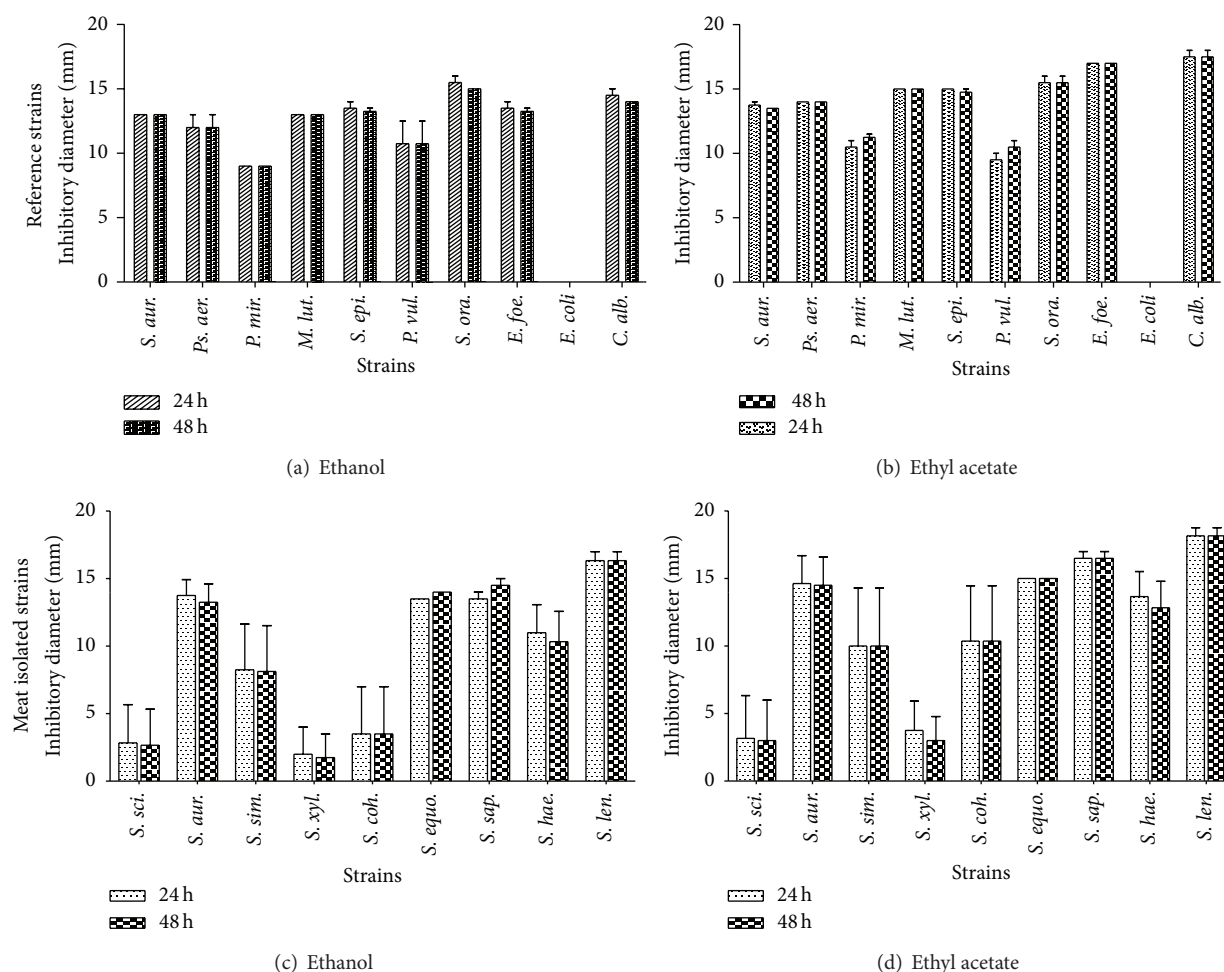 Reference strains
Inhibitory diameter (mm)
20
15
10
5
0
S. aur.
Ps. aer.
P. mir.
M. lut.
S. epi.
P. vul.
S. ora.
E. foe.
E. coli
C. alb.
Strains
24 h
48 h
(a) Ethanol
Inhibitory diameter (mm)
20
15
10
5
0
S. aur.
Ps. aer.
P. mir.
M. lut.
S. epi.
P. vul.
S. ora.
E. foe.
E. coli
C. alb.
Strains
48 h
24 h
(b) Ethyl acetate
Meat isolated strains
Inhibitory diameter (mm)
20
15
10
5
0
S. sci.
S. aur.
S. sim.
S. xyl.
S. coh.
S. equo.
S. sap.
S. hae.
S. len.
Strains
24 h
48 h
(c) Ethanol
Inhibitory diameter (mm)
20
15
10
5
0
S. sci.
S. aur.
S. sim.
S. xyl.
S. coh.
S. equo.
S. sap.
S. hae.
S. len.
Strains
24 h
48 h
(d) Ethyl acetate